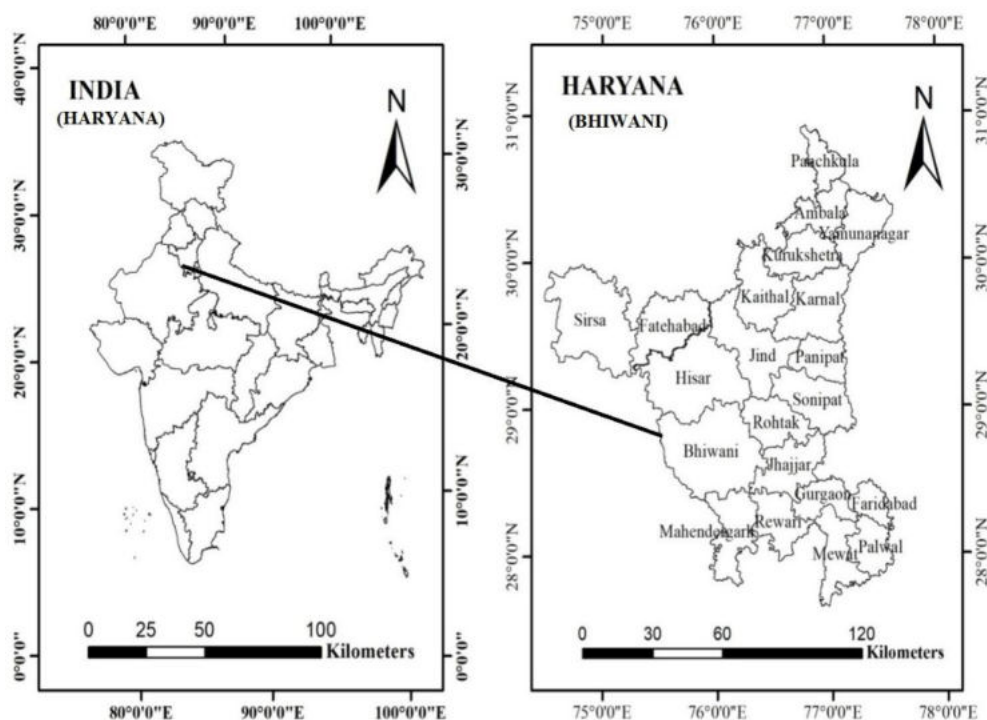 80°0'0"E 90°0'0"E 100°0'0"E
INDIA
(HARYANA)
N
40°0'0"N
30°0'0"N
20°0'0"N
10°0'0"N
0°0'0"
30°0'0"N
20°0'0"N
10°0'0"N
0°0'0"
0 25 50 100
Kilometers
80°0'0"E 90°0'0"E 100°0'0"E
75°0'0"E 76°0'0"E 77°0'0"E 78°0'0"E
HARYANA
(BHIWANI)
N
31°0'0"N
30°0'0"N
29°0'0"N
28°0'0"N
31°0'0"N
30°0'0"N
29°0'0"N
28°0'0"N
Panchkula
Ambala
Yamunanagar
Kurukshetra
Kaithal Karnal
Sirsa Fatehabad
Jind Panipat
Hisar
Sonipat
Rohtak
Bhiwani
Jhajjar
Gurgaon
Faridabad
Mahendergarh Rewari
Mewat Palwal
0 30 60 120
Kilometers
75°0'0"E 76°0'0"E 77°0'0"E 78°0'0"E